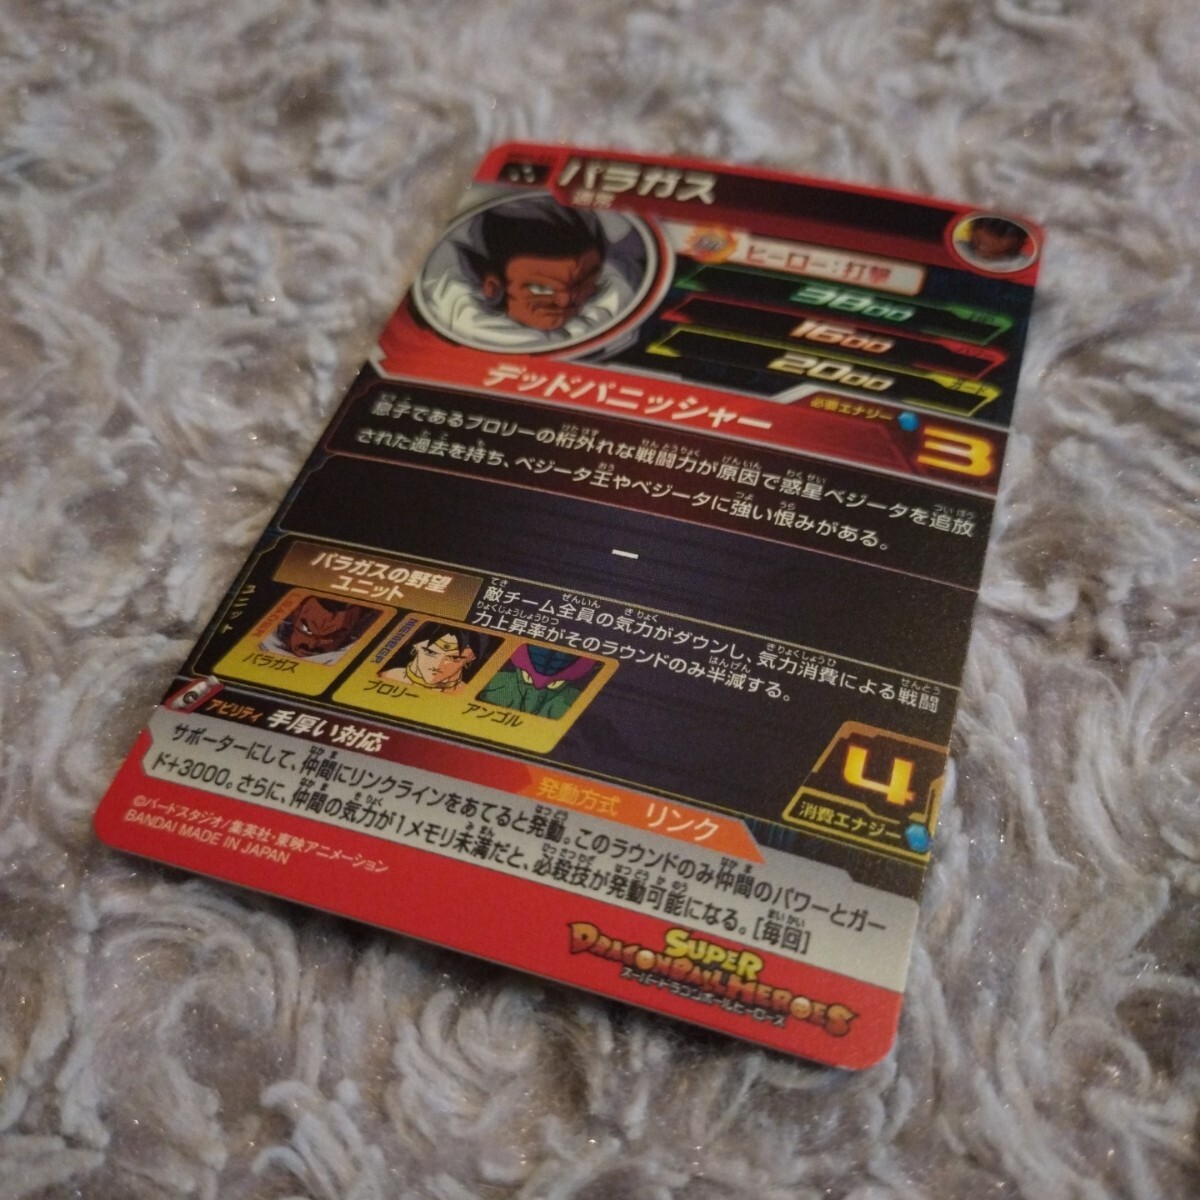 パラガス
通常
ヒーロー:打撃
3800
1600
2000
デッドパニッシャー
必要エナジー
3
息子であるブロリーの桁外れな戦闘力が原因で惑星ベジータを追放
された過去を持ち、ベジータ王やベジータに強い恨みがある。
－
パラガスの野望
ユニット
ユニット
敵チーム全員の気力がダウンし、気力消費による戦闘
力上昇率がそのラウンドのみ半減する。
パラガス
MEMBER
ブロリー
アンゴル
4
消費エナジー
アビリティ 手厚い対応
発動方式 リンク
サポーターにして、仲間にリンクラインをあてると発動。このラウンドのみ仲間のパワーとガー
ド+3000。さらに、仲間の気力が1メモリ未満だと、必殺技が発動可能になる。[毎回]
©バードスタジオ/集英社・東映アニメーション
BANDAI MADE IN JAPAN
SUPER
DRAGONBALL HEROES
スーパードラゴンボールヒーローズ